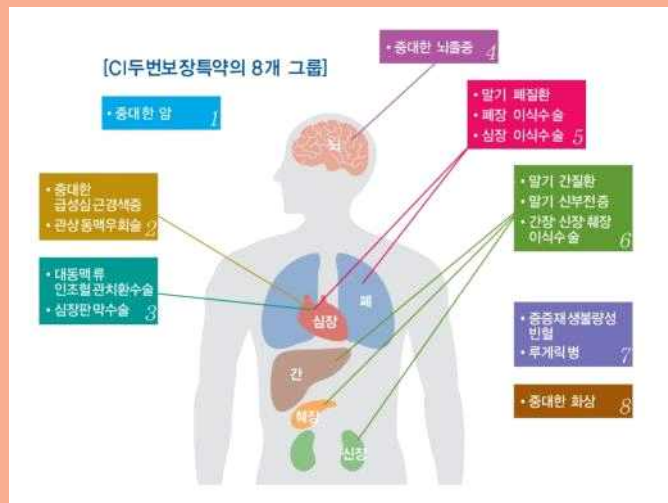 [CI두번보장특약의 8개 그룹]
• 중대한 암 1
• 중대한
급성심근경색증
• 관상동맥우회술 2
• 대동맥류
인조혈관치환수술
• 심장판막수술 3
• 중대한 뇌졸중 4
• 말기 폐질환
• 폐장 이식수술
• 심장 이식수술 5
• 말기 간질환
• 말기 신부전증
• 간장 신장 췌장
이식수술 6
• 중증재생불량성
빈혈
• 루게릭병 7
• 중대한 화상 8
뇌
폐
심장
간
췌장
신장